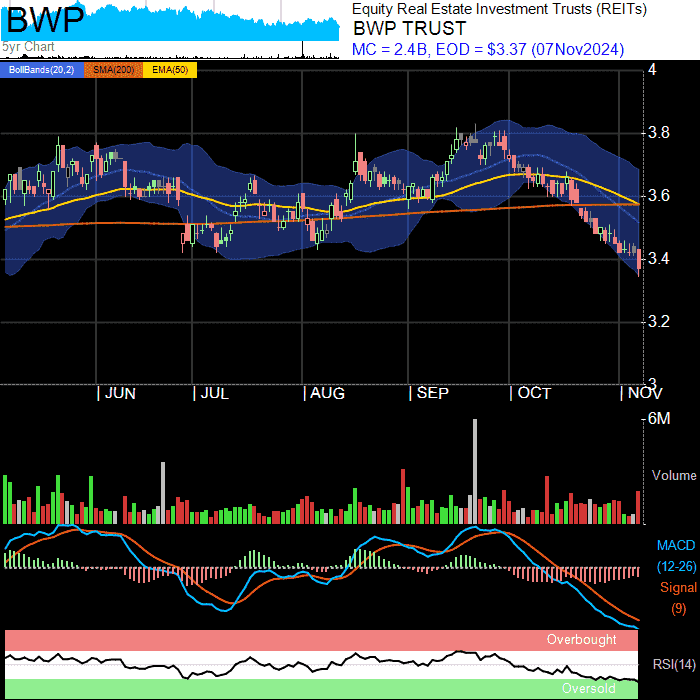 BWP
5yr Chart
Equity Real Estate Investment Trusts (REITs)
BWP TRUST
MC = 2.4B, EOD = $3.37 (07Nov2024)
BollBands(20,2) SMA(200) EMA(50)
4
3.8
3.6
3.4
3.2
3
JUN JUL AUG SEP OCT NOV
6M
Volume
MACD
(12-26)
Signal
(9)
Overbought
RSI(14)
Oversold